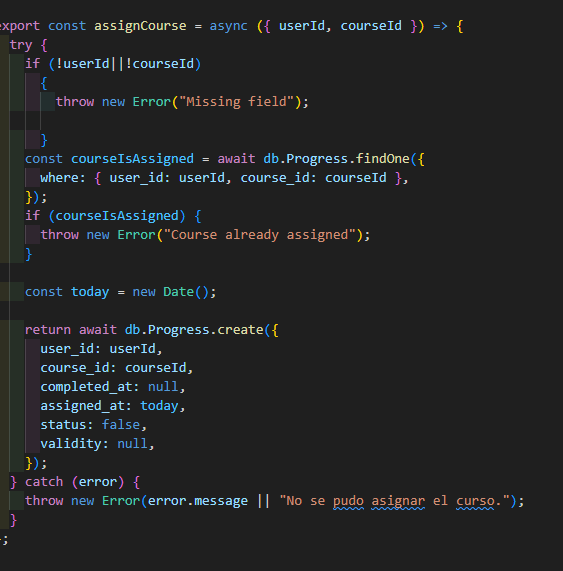 export const assignCourse = async ({ userId, courseId }) => {
  try {
    if (!userId||!courseId)
      {
        throw new Error("Missing field");

      }
    const courseIsAssigned = await db.Progress.findOne({
      where: { user_id: userId, course_id: courseId },
    });
    if (courseIsAssigned) {
      throw new Error("Course already assigned");
    }

    const today = new Date();

    return await db.Progress.create({
      user_id: userId,
      course_id: courseId,
      completed_at: null,
      assigned_at: today,
      status: false,
      validity: null,
    });
  } catch (error) {
    throw new Error(error.message || "No se pudo asignar el curso.");
  }
};